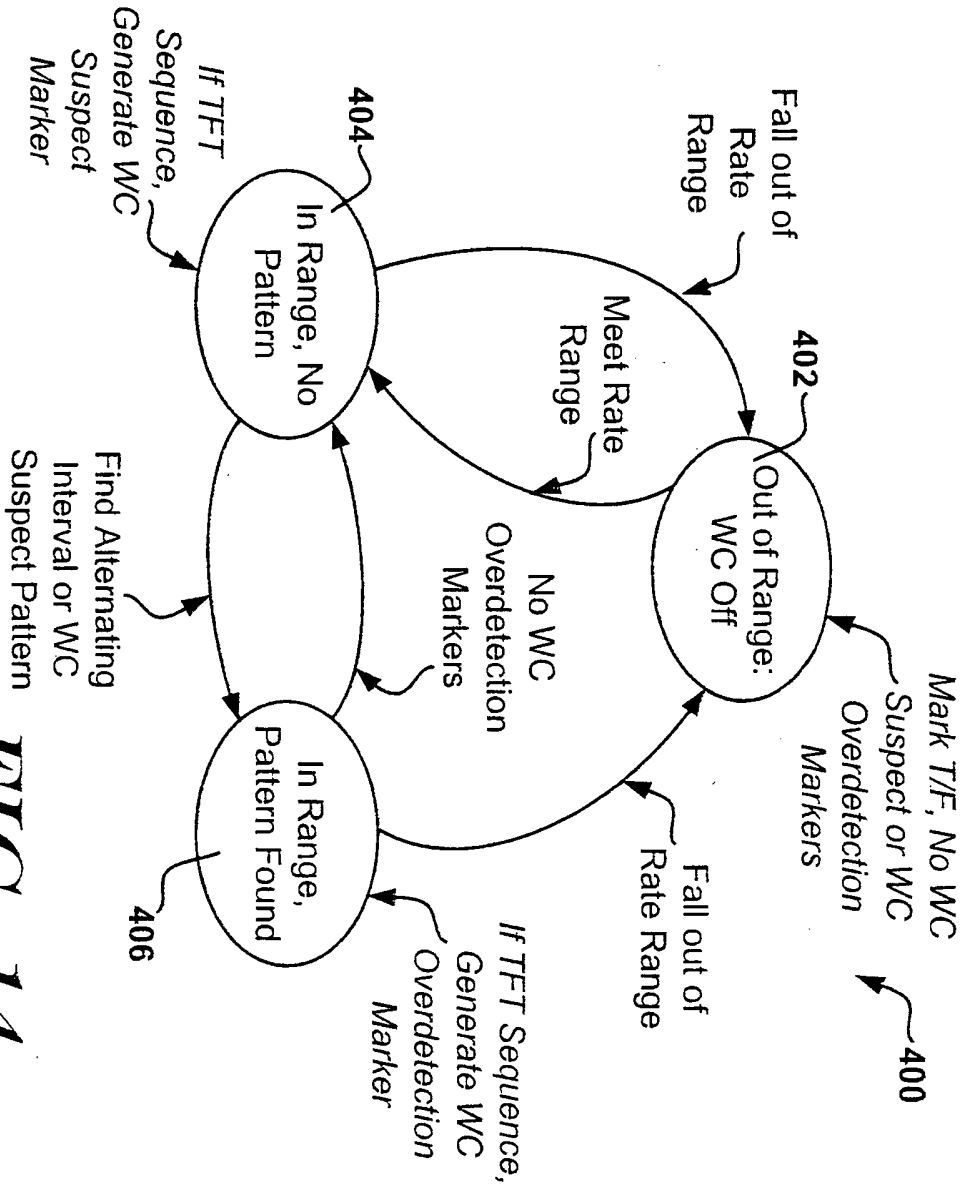 Mark T/F, No WC
Suspect or WC
Overdetection
Markers
400
402
Out of Range:
WC Off
Fall out of
Rate
Range
Meet Rate
Range
Fall out of
Rate Range
No WC
Overdetection
Markers
404
In Range, No
Pattern
If TFT
Sequence,
Generate WC
Suspect
Marker
In Range,
Pattern Found
406
If TFT Sequence,
Generate WC
Overdetection
Marker
Find Alternating
Interval or WC
Suspect Pattern
FIG. 14